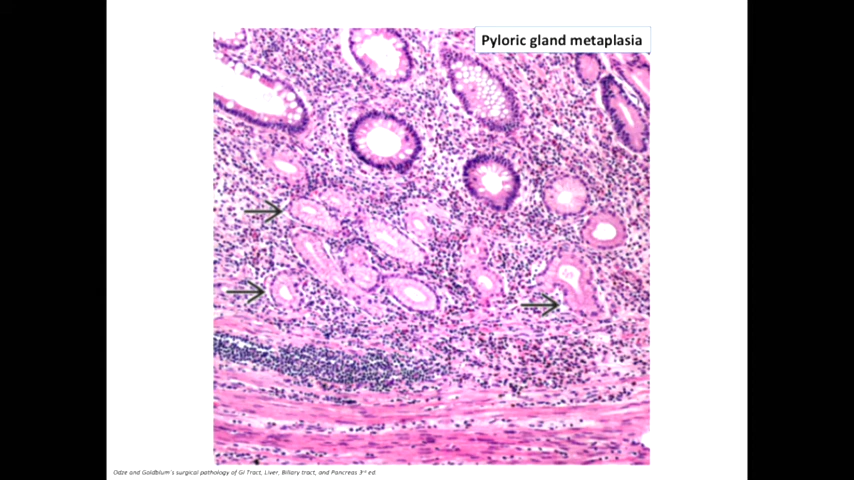 Pyloric gland metaplasia
Odze and Goldblum's surgical pathology of GI Tract, Liver, Biliary tract, and Pancreas 3rd ed.